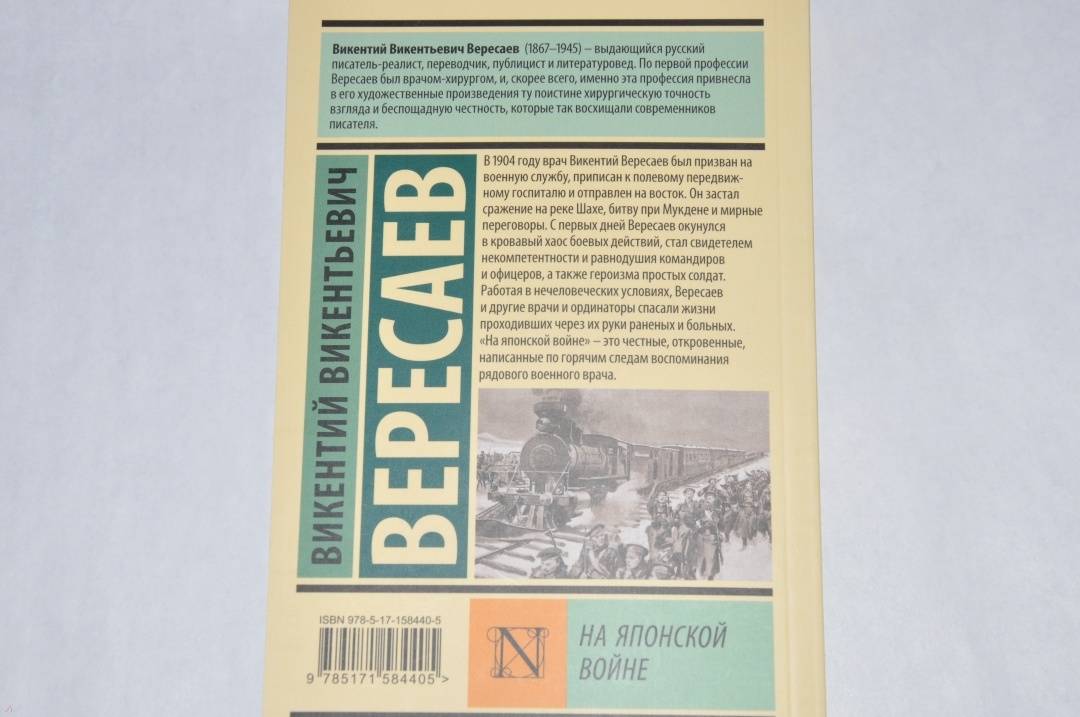 Викентий Викентьевич Вересаев (1867–1945) – выдающийся русский
писатель-реалист, переводчик, публицист и литературовед. По первой профессии
Вересаев был врачом-хирургом, и, скорее всего, именно эта профессия привнесла
в его художественные произведения ту поистине хирургическую точность
взгляда и беспощадную честность, которые так восхищали современников
писателя.
ВИКЕНТИЙ ВИКЕНТЬЕВИЧ
ВЕРЕСАЕВ
В 1904 году врач Викентий Вересаев был призван на
военную службу, приписан к полевому передвиж-
ному госпиталю и отправлен на восток. Он застал
сражение на реке Шахе, битву при Мукдене и мирные
переговоры. С первых дней Вересаев окунулся
в кровавый хаос боевых действий, стал свидетелем
некомпетентности и равнодушия командиров
и офицеров, а также героизма простых солдат.
Работая в нечеловеческих условиях, Вересаев
и другие врачи и ординаторы спасали жизни
проходивших через их руки раненых и больных.
«На японской войне» – это честные, откровенные,
написанные по горячим следам воспоминания
рядового военного врача.
ISBN 978-5-17-158440-5
9 785171 584405 >
N
НА ЯПОНСКОЙ
ВОЙНЕ